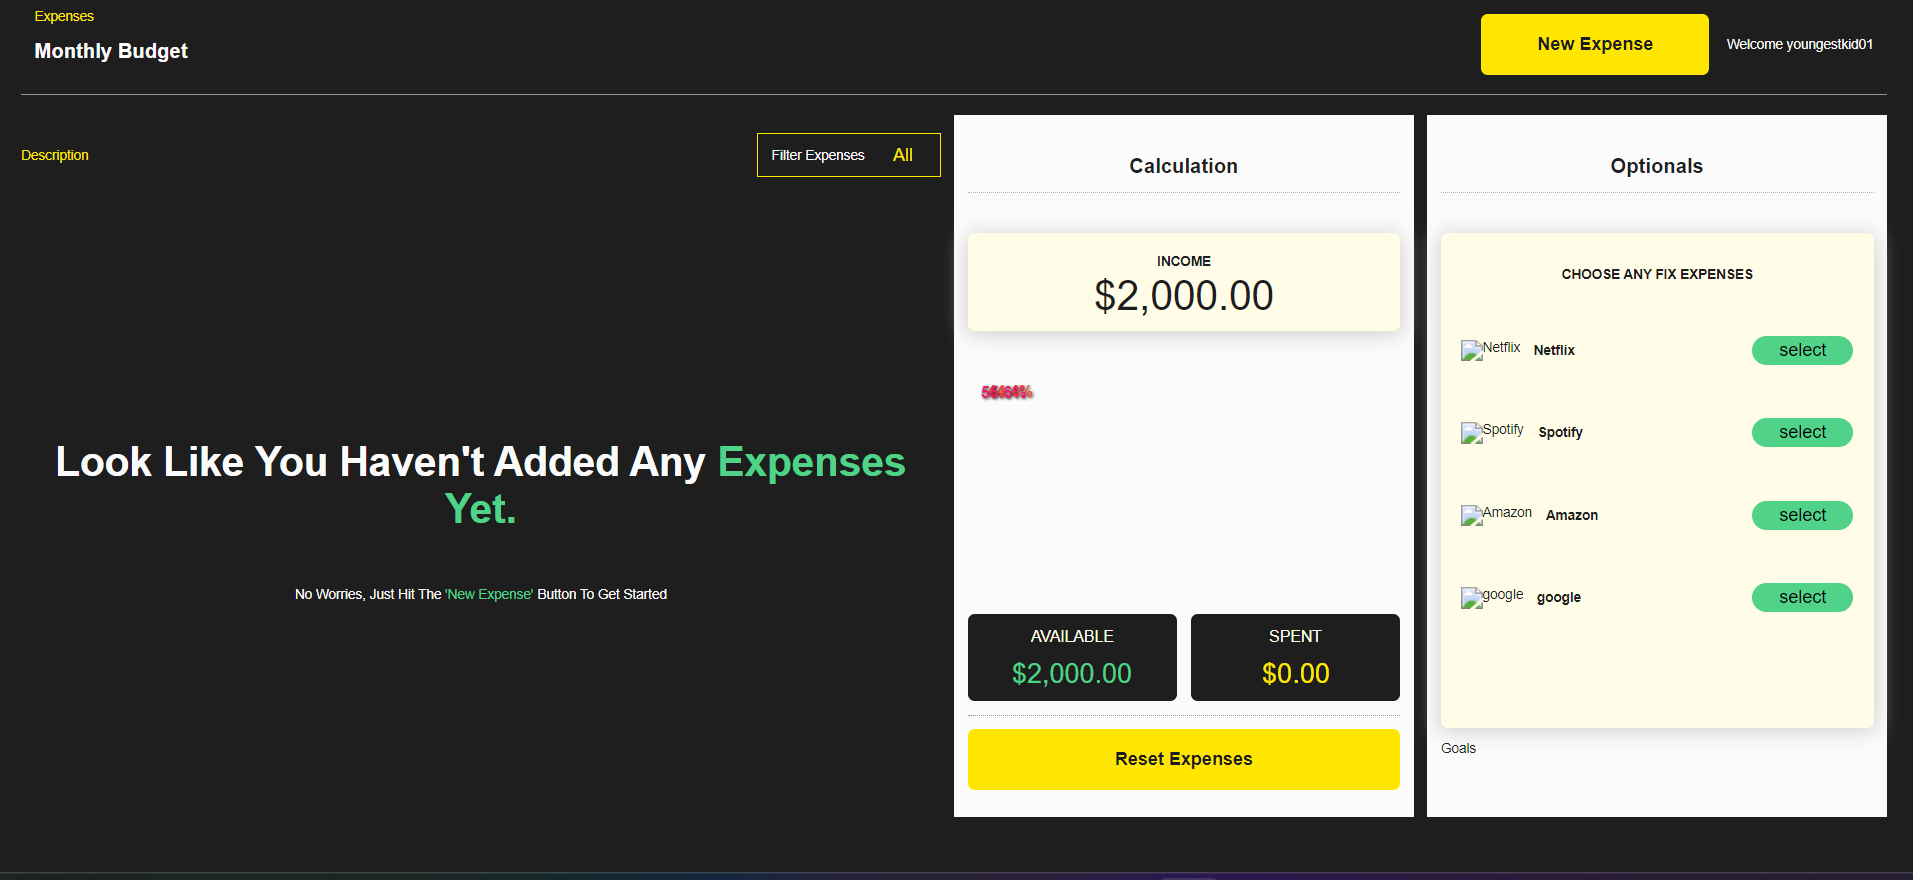 Expenses
Monthly Budget
New Expense
Welcome youngestkid01
Description
Filter Expenses All
Look Like You Haven't Added Any Expenses
Yet.
No Worries, Just Hit The 'New Expense' Button To Get Started
Calculation
INCOME
$2,000.00
AVAILABLE
$2,000.00
SPENT
$0.00
Reset Expenses
Optionals
CHOOSE ANY FIX EXPENSES
Netflix Netflix select
Spotify Spotify select
Amazon Amazon select
google google select
Goals